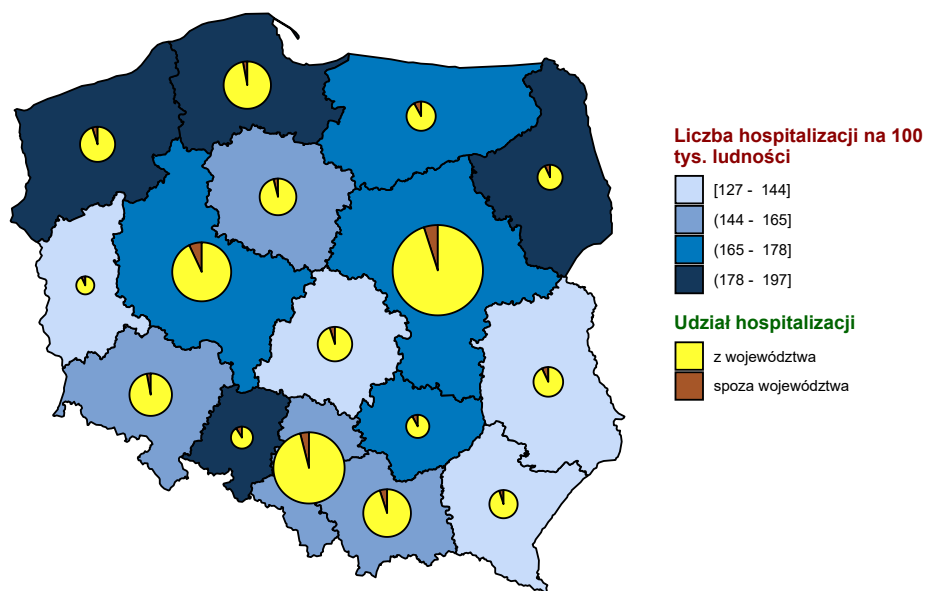 Liczba hospitalizacji na 100
tys. ludności
[127 - 144]
(144 - 165]
(165 - 178]
(178 - 197]
Udział hospitalizacji
z województwa
spoza województwa